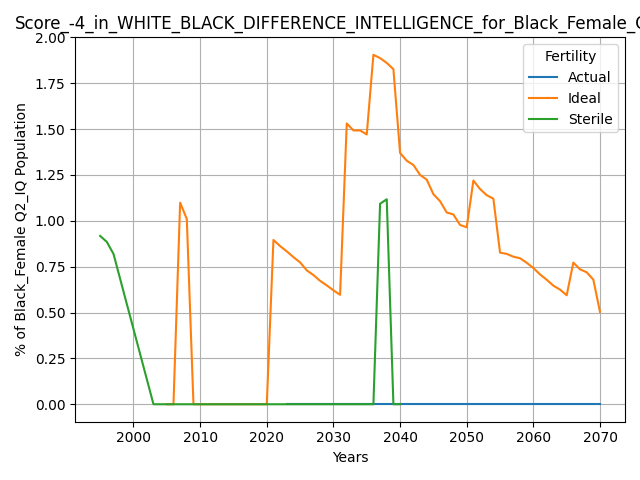 Score_-4_in_WHITE_BLACK_DIFFERENCE_INTELLIGENCE_for_Black_Female_
Fertility
Actual
Ideal
Sterile
% of Black_Female Q2_IQ Population
2.00
1.75
1.50
1.25
1.00
0.75
0.50
0.25
0.00
2000 2010 2020 2030 2040 2050 2060 2070
Years